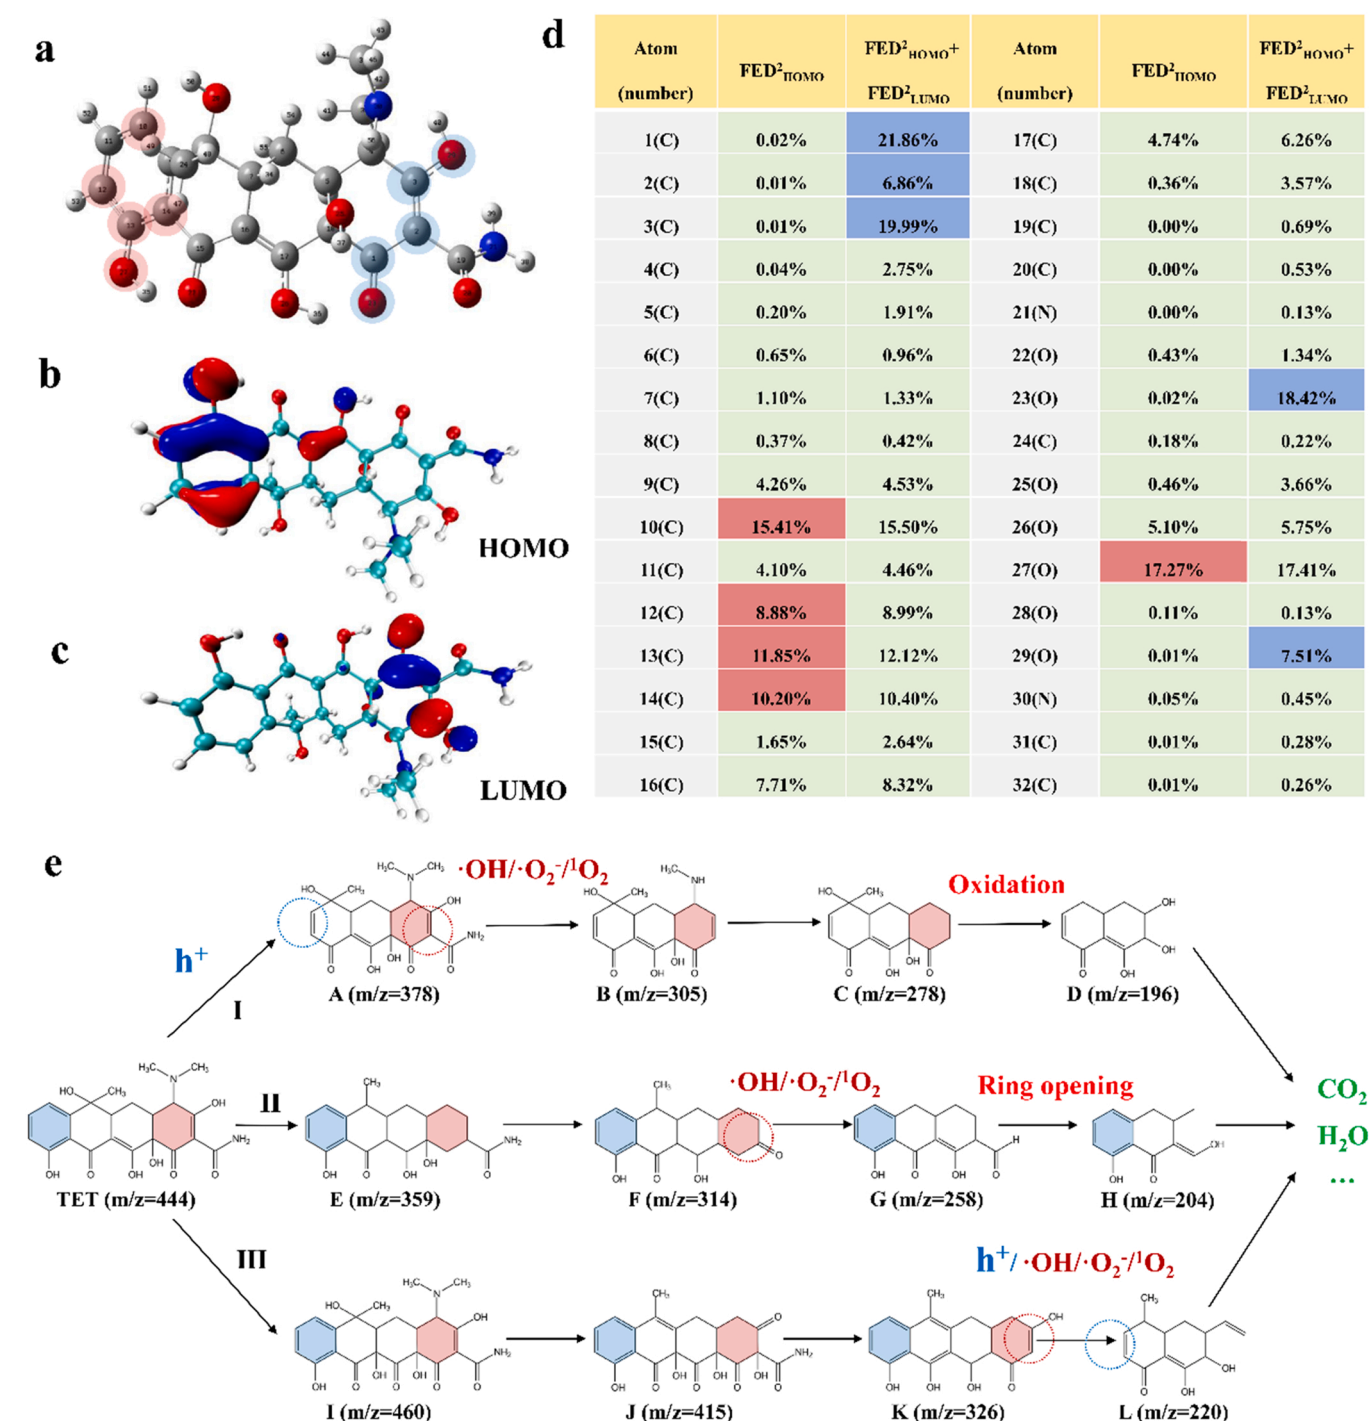 a
b
HOMO
c
LUMO
d
Atom (number) FED²HOMO FED²HOMO+ FED²LUMO Atom (number) FED²HOMO FED²HOMO+ FED²LUMO
1(C) 0.02% 21.86% 17(C) 4.74% 6.26%
2(C) 0.01% 6.86% 18(C) 0.36% 3.57%
3(C) 0.01% 19.99% 19(C) 0.00% 0.69%
4(C) 0.04% 2.75% 20(C) 0.00% 0.53%
5(C) 0.20% 1.91% 21(N) 0.00% 0.13%
6(C) 0.65% 0.96% 22(O) 0.43% 1.34%
7(C) 1.10% 1.33% 23(O) 0.02% 18.42%
8(C) 0.37% 0.42% 24(C) 0.18% 0.22%
9(C) 4.26% 4.53% 25(O) 0.46% 3.66%
10(C) 15.41% 15.50% 26(O) 5.10% 5.75%
11(C) 4.10% 4.46% 27(O) 17.27% 17.41%
12(C) 8.88% 8.99% 28(O) 0.11% 0.13%
13(C) 11.85% 12.12% 29(O) 0.01% 7.51%
14(C) 10.20% 10.40% 30(N) 0.05% 0.45%
15(C) 1.65% 2.64% 31(C) 0.01% 0.28%
16(C) 7.71% 8.32% 32(C) 0.01% 0.26%
e
·OH/·O₂⁻/¹O₂
Oxidation
h⁺
I
A (m/z=378)
B (m/z=305)
C (m/z=278)
D (m/z=196)
II
·OH/·O₂⁻/¹O₂
Ring opening
TET (m/z=444)
E (m/z=359)
F (m/z=314)
G (m/z=258)
H (m/z=204)
CO₂
H₂O
...
III
h⁺/ ·OH/·O₂⁻/¹O₂
I (m/z=460)
J (m/z=415)
K (m/z=326)
L (m/z=220)